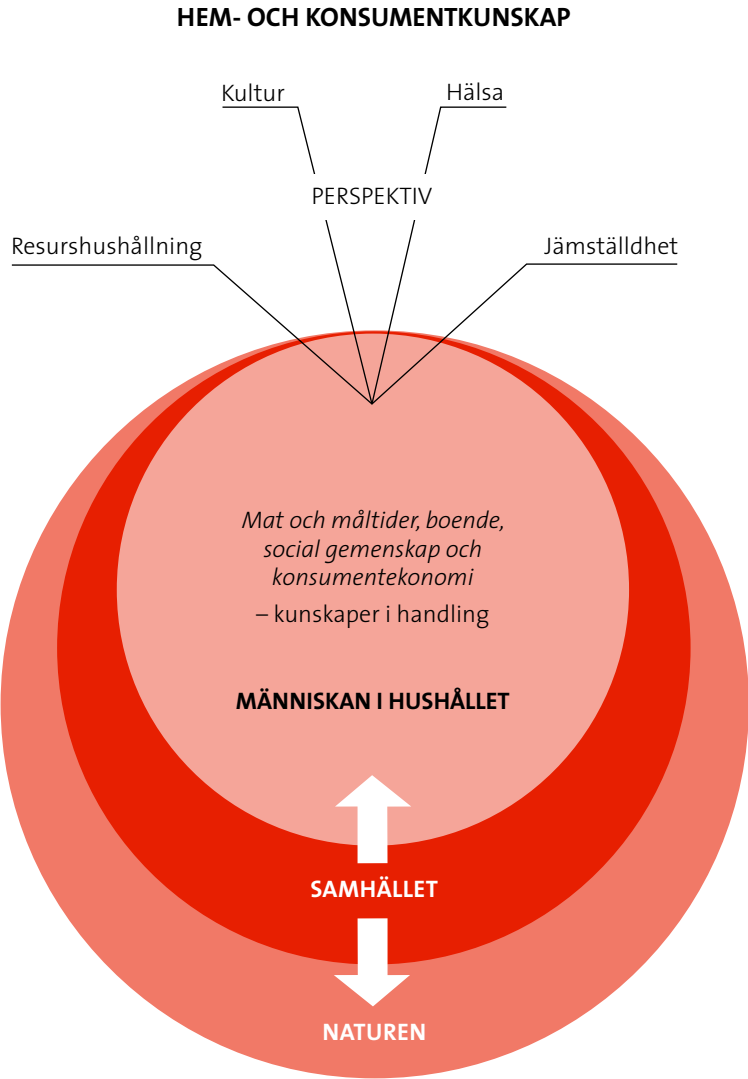 HEM- OCH KONSUMENTKUNSKAP
Kultur
Hälsa
PERSPEKTIV
Resurshushållning
Jämställdhet
Mat och måltider, boende,
social gemenskap och
konsumentekonomi
– kunskaper i handling
MÄNNISKAN I HUSHÅLLET
SAMHÄLLET
NATUREN